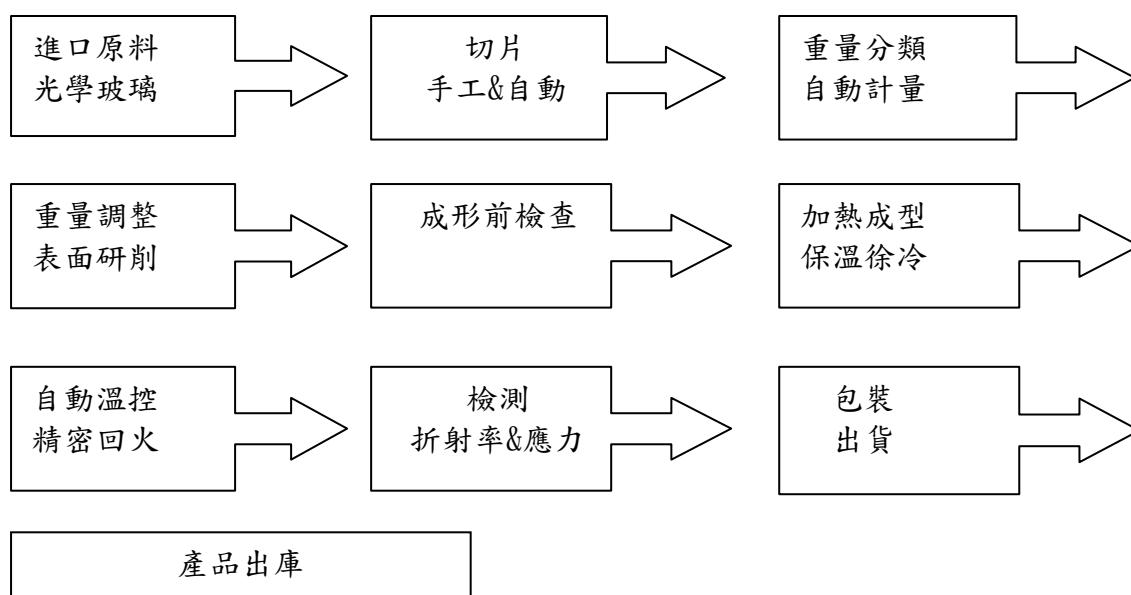 進口原料
光學玻璃
切片
手工&自動
重量分類
自動計量
重量調整
表面研削
成形前檢查
加熱成型
保溫徐冷
自動溫控
精密回火
檢測
折射率&應力
包裝
出貨
產品出庫